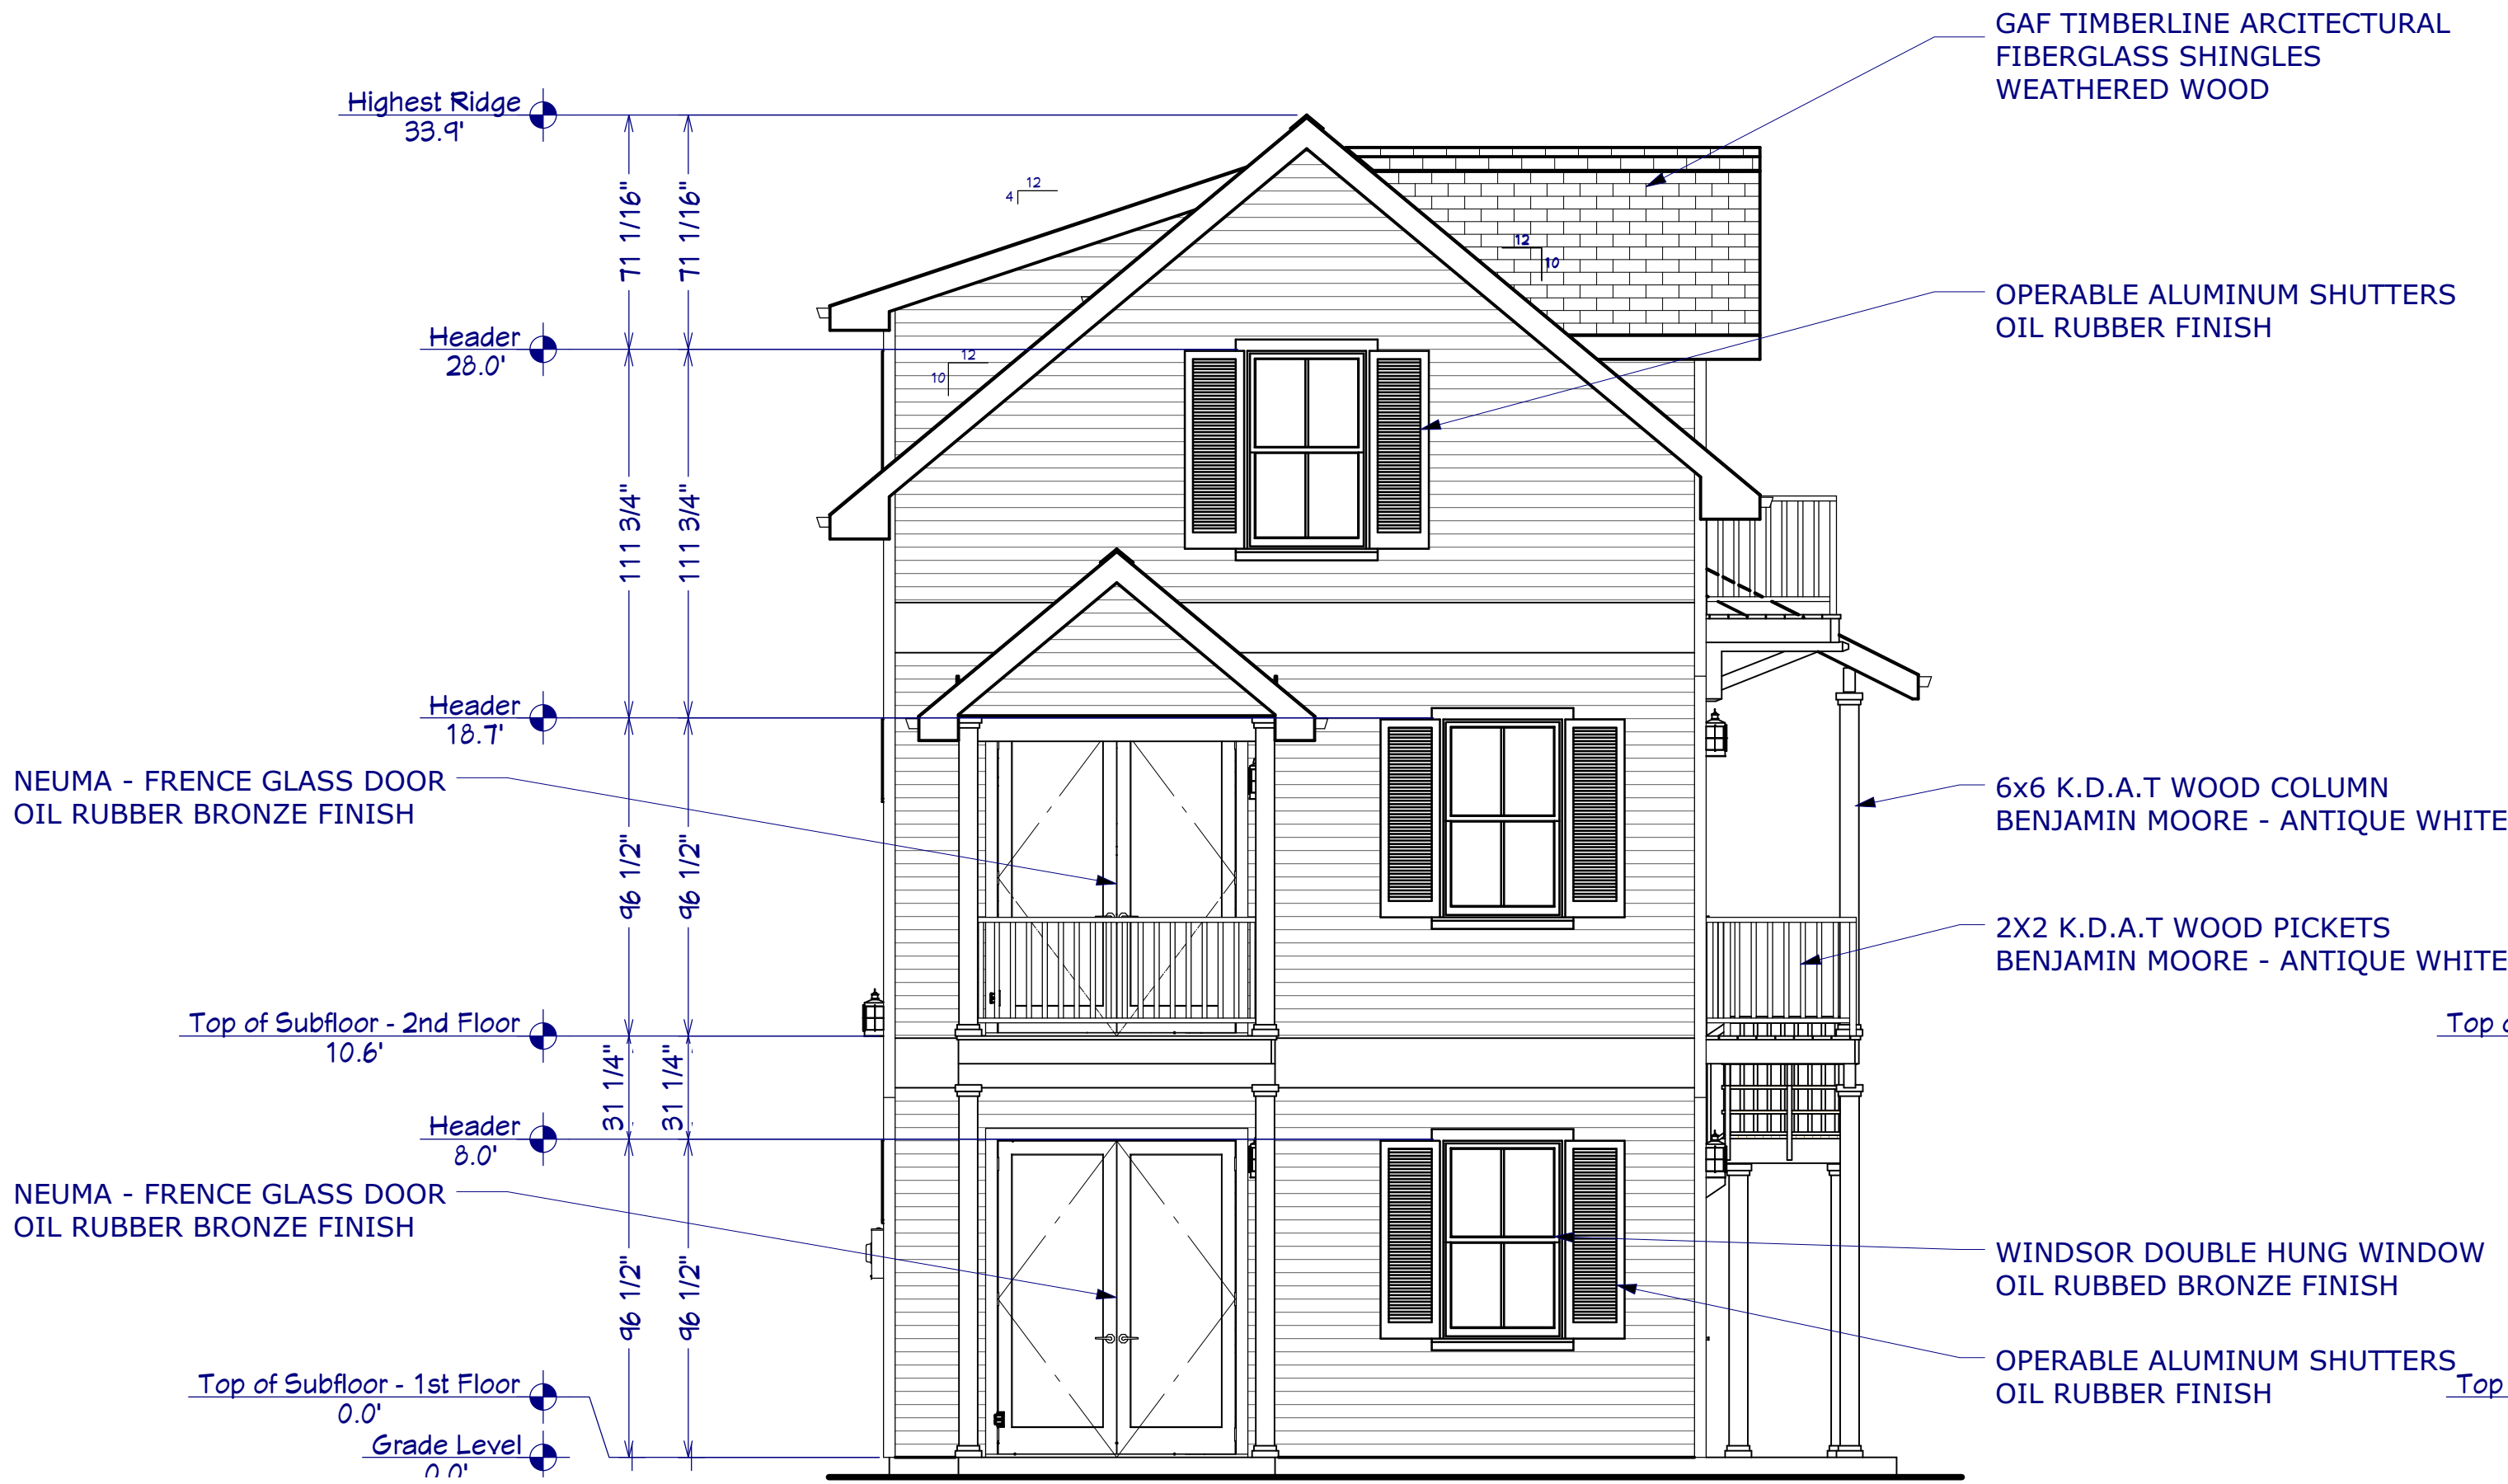 GAF TIMBERLINE ARCITECTURAL
FIBERGLASS SHINGLES
WEATHERED WOOD
Highest Ridge
33.9'
12
4
71 1/16"
71 1/16"
12
10
OPERABLE ALUMINUM SHUTTERS
OIL RUBBER FINISH
Header
28.0'
12
10
111 3/4"
111 3/4"
Header
18.7'
NEUMA - FRENCE GLASS DOOR
OIL RUBBER BRONZE FINISH
6x6 K.D.A.T WOOD COLUMN
BENJAMIN MOORE - ANTIQUE WHITE
96 1/2"
96 1/2"
2X2 K.D.A.T WOOD PICKETS
BENJAMIN MOORE - ANTIQUE WHITE
Top of Subfloor - 2nd Floor
10.6'
Top
31 1/4"
31 1/4"
Header
8.0'
NEUMA - FRENCE GLASS DOOR
OIL RUBBER BRONZE FINISH
WINDSOR DOUBLE HUNG WINDOW
OIL RUBBED BRONZE FINISH
96 1/2"
96 1/2"
OPERABLE ALUMINUM SHUTTERS
OIL RUBBER FINISH
Top of Subfloor - 1st Floor
0.0'
Top
Grade Level
0.0'